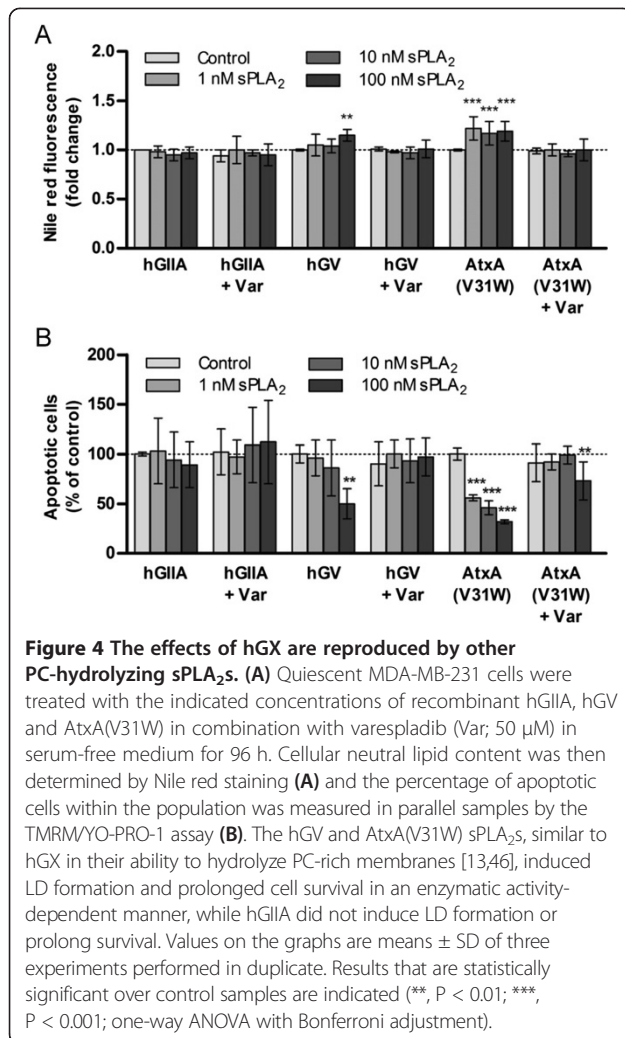 A
Control
1 nM sPLA₂
10 nM sPLA₂
100 nM sPLA₂
Nile red fluorescence
(fold change)
2.0
1.5
1.0
0.5
0.0
**
***
***
***
hGIIA
hGIIA
+ Var
hGV
hGV
+ Var
AtxA
(V31W)
AtxA
(V31W)
+ Var
B
Control
1 nM sPLA₂
10 nM sPLA₂
100 nM sPLA₂
Apoptotic cells
(% of control)
200
150
100
50
0
**
***
***
***
**
hGIIA
hGIIA
+ Var
hGV
hGV
+ Var
AtxA
(V31W)
AtxA
(V31W)
+ Var
Figure 4 The effects of hGX are reproduced by other
PC-hydrolyzing sPLA₂s. (A) Quiescent MDA-MB-231 cells were
treated with the indicated concentrations of recombinant hGIIA, hGV
and AtxA(V31W) in combination with varespladib (Var; 50 μM) in
serum-free medium for 96 h. Cellular neutral lipid content was then
determined by Nile red staining (A) and the percentage of apoptotic
cells within the population was measured in parallel samples by the
TMRM/YO-PRO-1 assay (B). The hGV and AtxA(V31W) sPLA₂s, similar to
hGX in their ability to hydrolyze PC-rich membranes [13,46], induced
LD formation and prolonged cell survival in an enzymatic activity-
dependent manner, while hGIIA did not induce LD formation or
prolong survival. Values on the graphs are means ± SD of three
experiments performed in duplicate. Results that are statistically
significant over control samples are indicated (**, P < 0.01; ***,
P < 0.001; one-way ANOVA with Bonferroni adjustment).